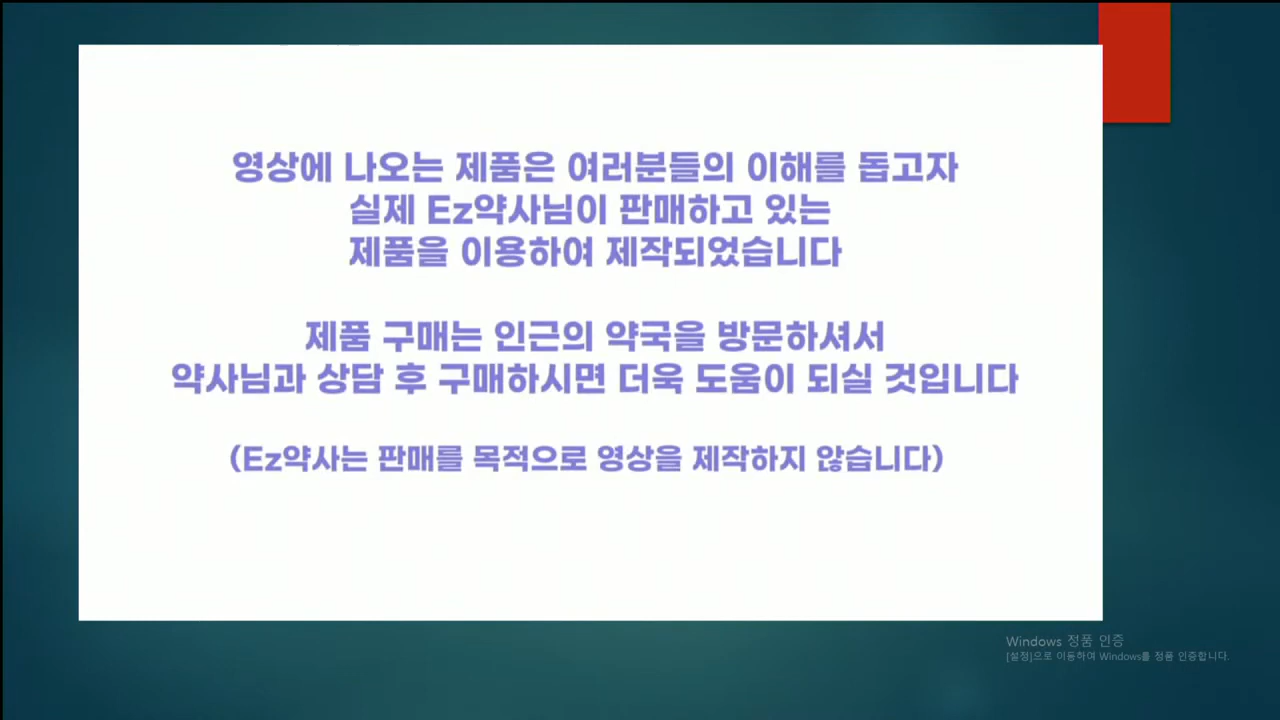 영상에 나오는 제품은 여러분들의 이해를 돕고자
실제 Ez약사님이 판매하고 있는
제품을 이용하여 제작되었습니다
제품 구매는 인근의 약국을 방문하셔서
약사님과 상담 후 구매하시면 더욱 도움이 되실 것입니다
(Ez약사는 판매를 목적으로 영상을 제작하지 않습니다)
Windows 정품 인증
[설정]으로 이동하여 Windows를 정품 인증합니다.